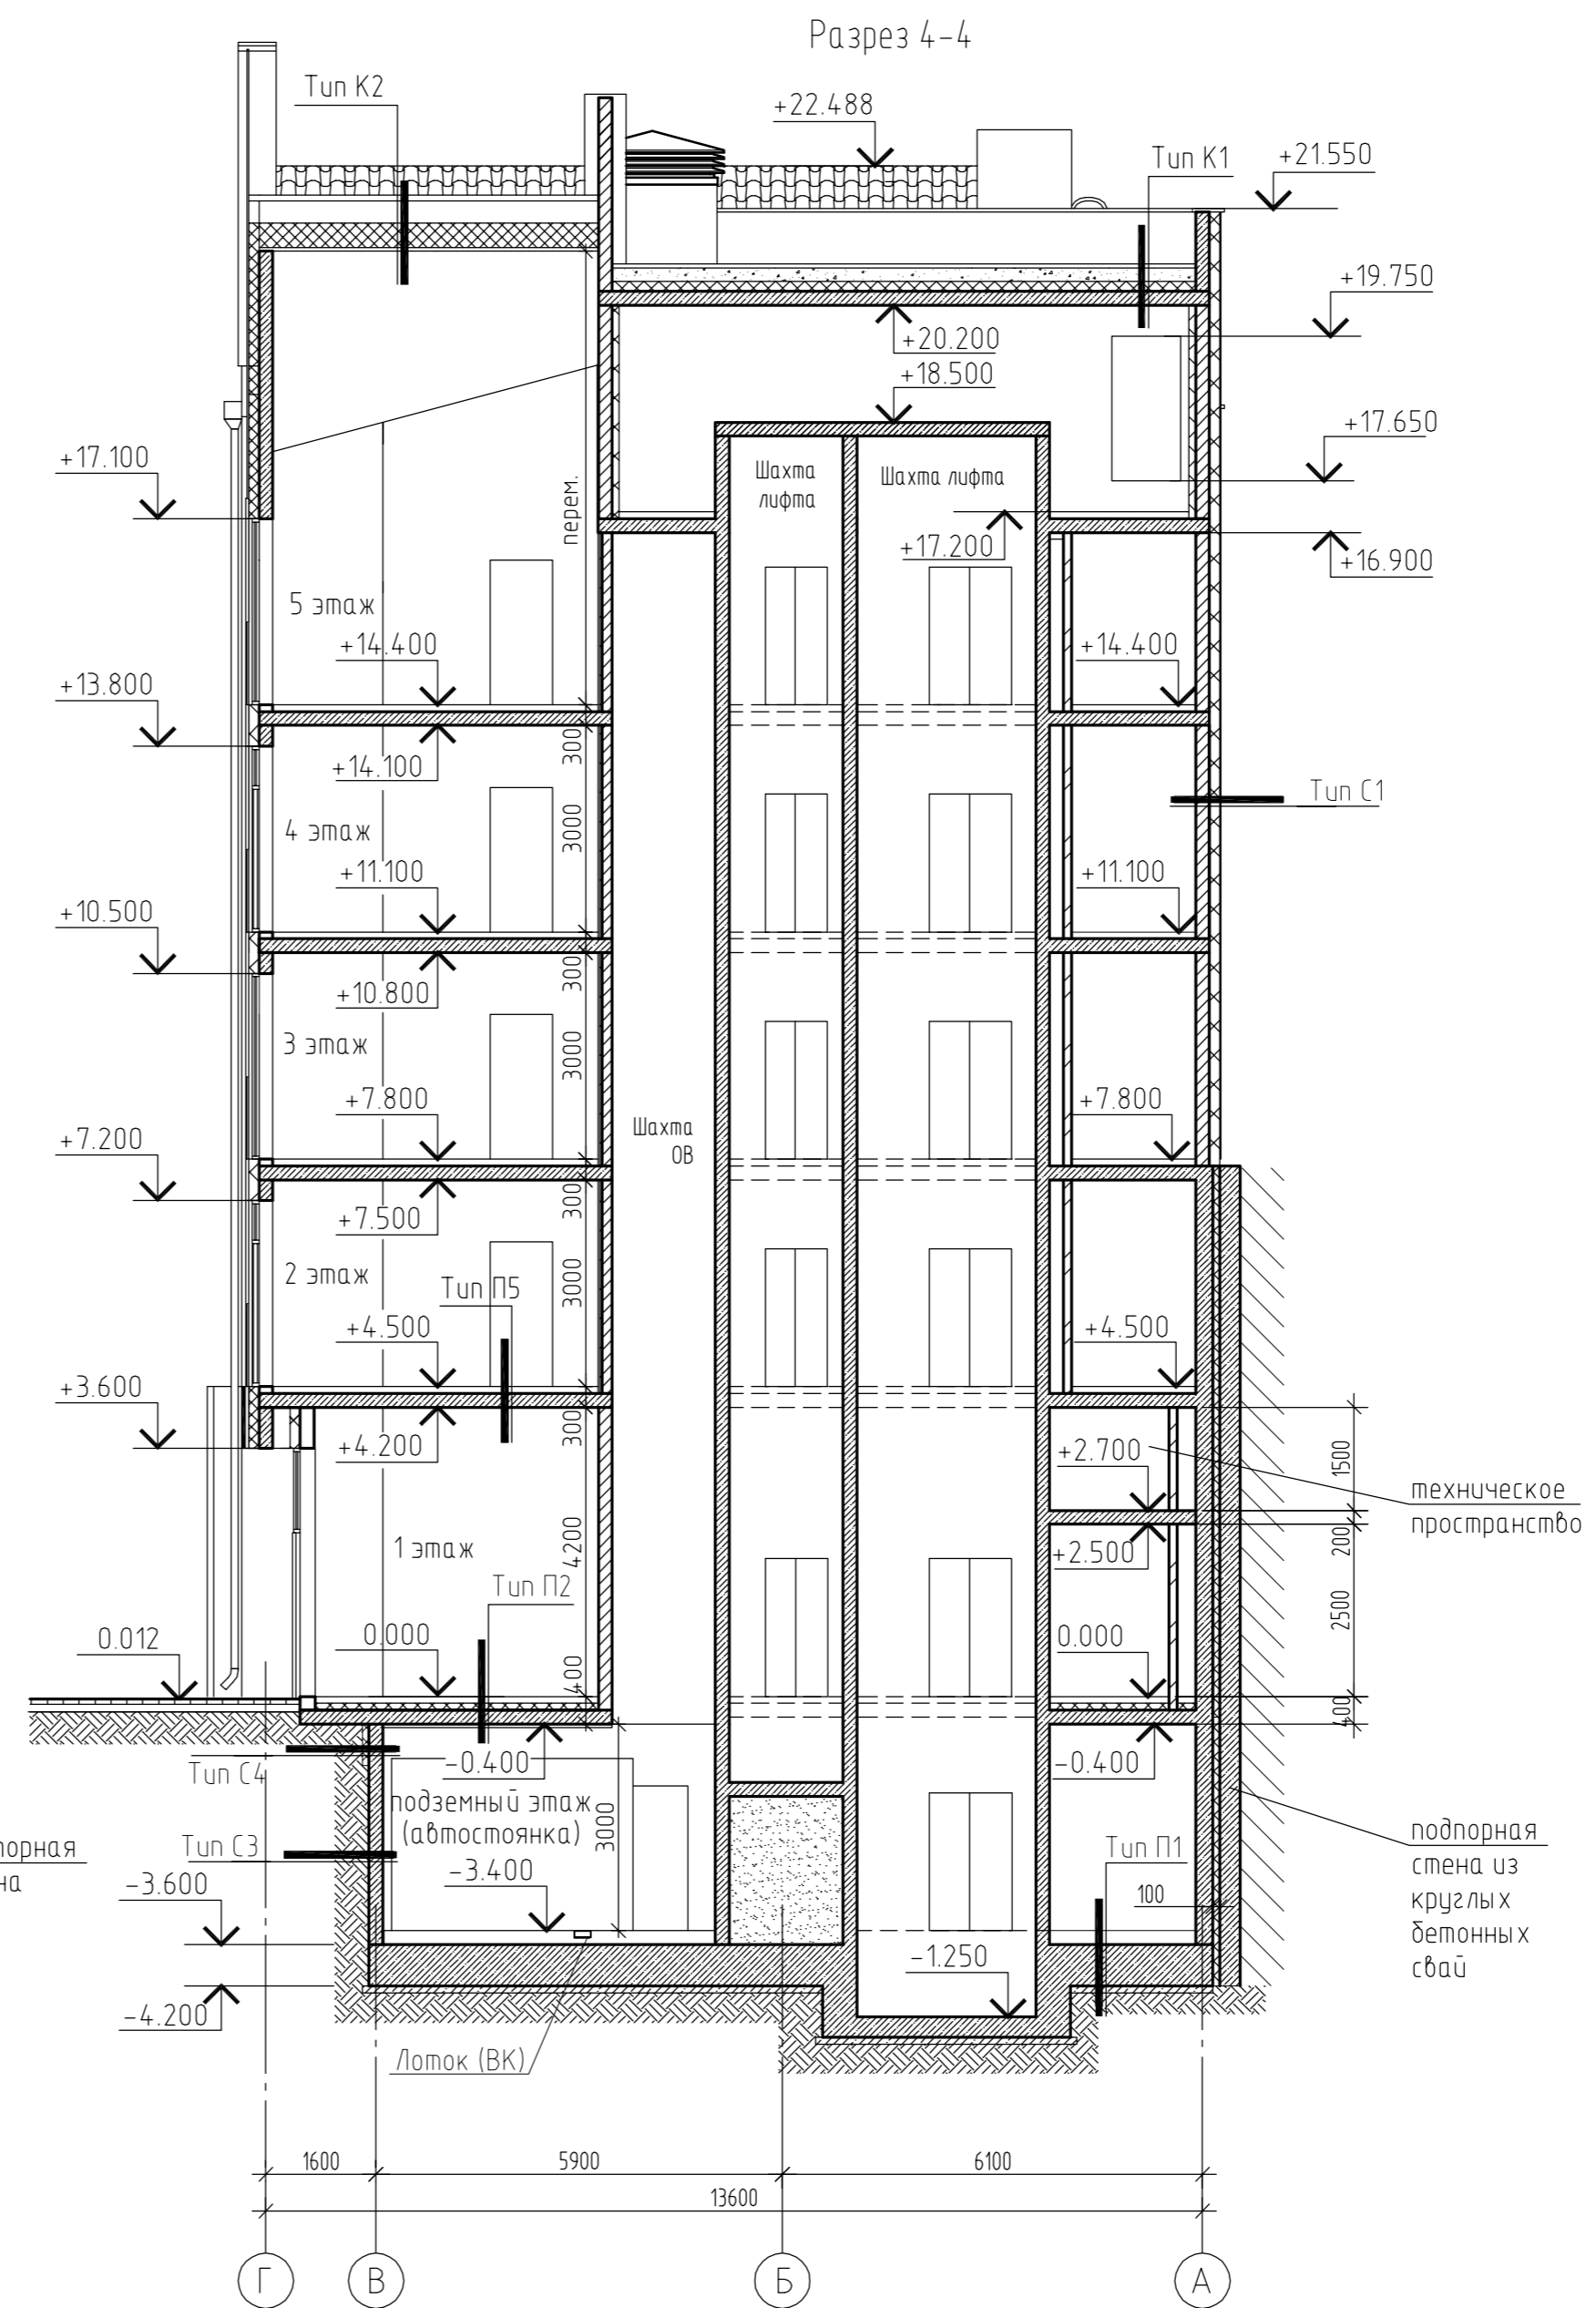 Разрез 4-4
Тип К2
+22.488
Тип К1
+21.550
+19.750
+20.200
+18.500
+17.650
+17.100
Шахта
лифта
Шахта лифта
перем.
+17.200
+16.900
5 этаж
+14.400
+14.400
+13.800
300
+14.100
Тип С1
4 этаж
3000
+11.100
+11.100
+10.500
300
+10.800
3 этаж
3000
+7.800
+7.800
Шахта
ОВ
+7.200
300
+7.500
2 этаж
3000
Тип П5
+4.500
+4.500
+3.600
300
+4.200
+2.700
1500
техническое
пространство
1 этаж
4200
+2.500
200
Тип П2
2500
0.012
0.000
0.000
400
400
-0.400
-0.400
Тип С4
подземный этаж
(автостоянка)
3000
Тип С3
Тип П1
подпорная
стена из
круглых
бетонных
свай
порная
на
-3.400
-3.600
100
-1.250
-4.200
Лоток (ВК)
1600
5900
6100
13600
Г
В
Б
А